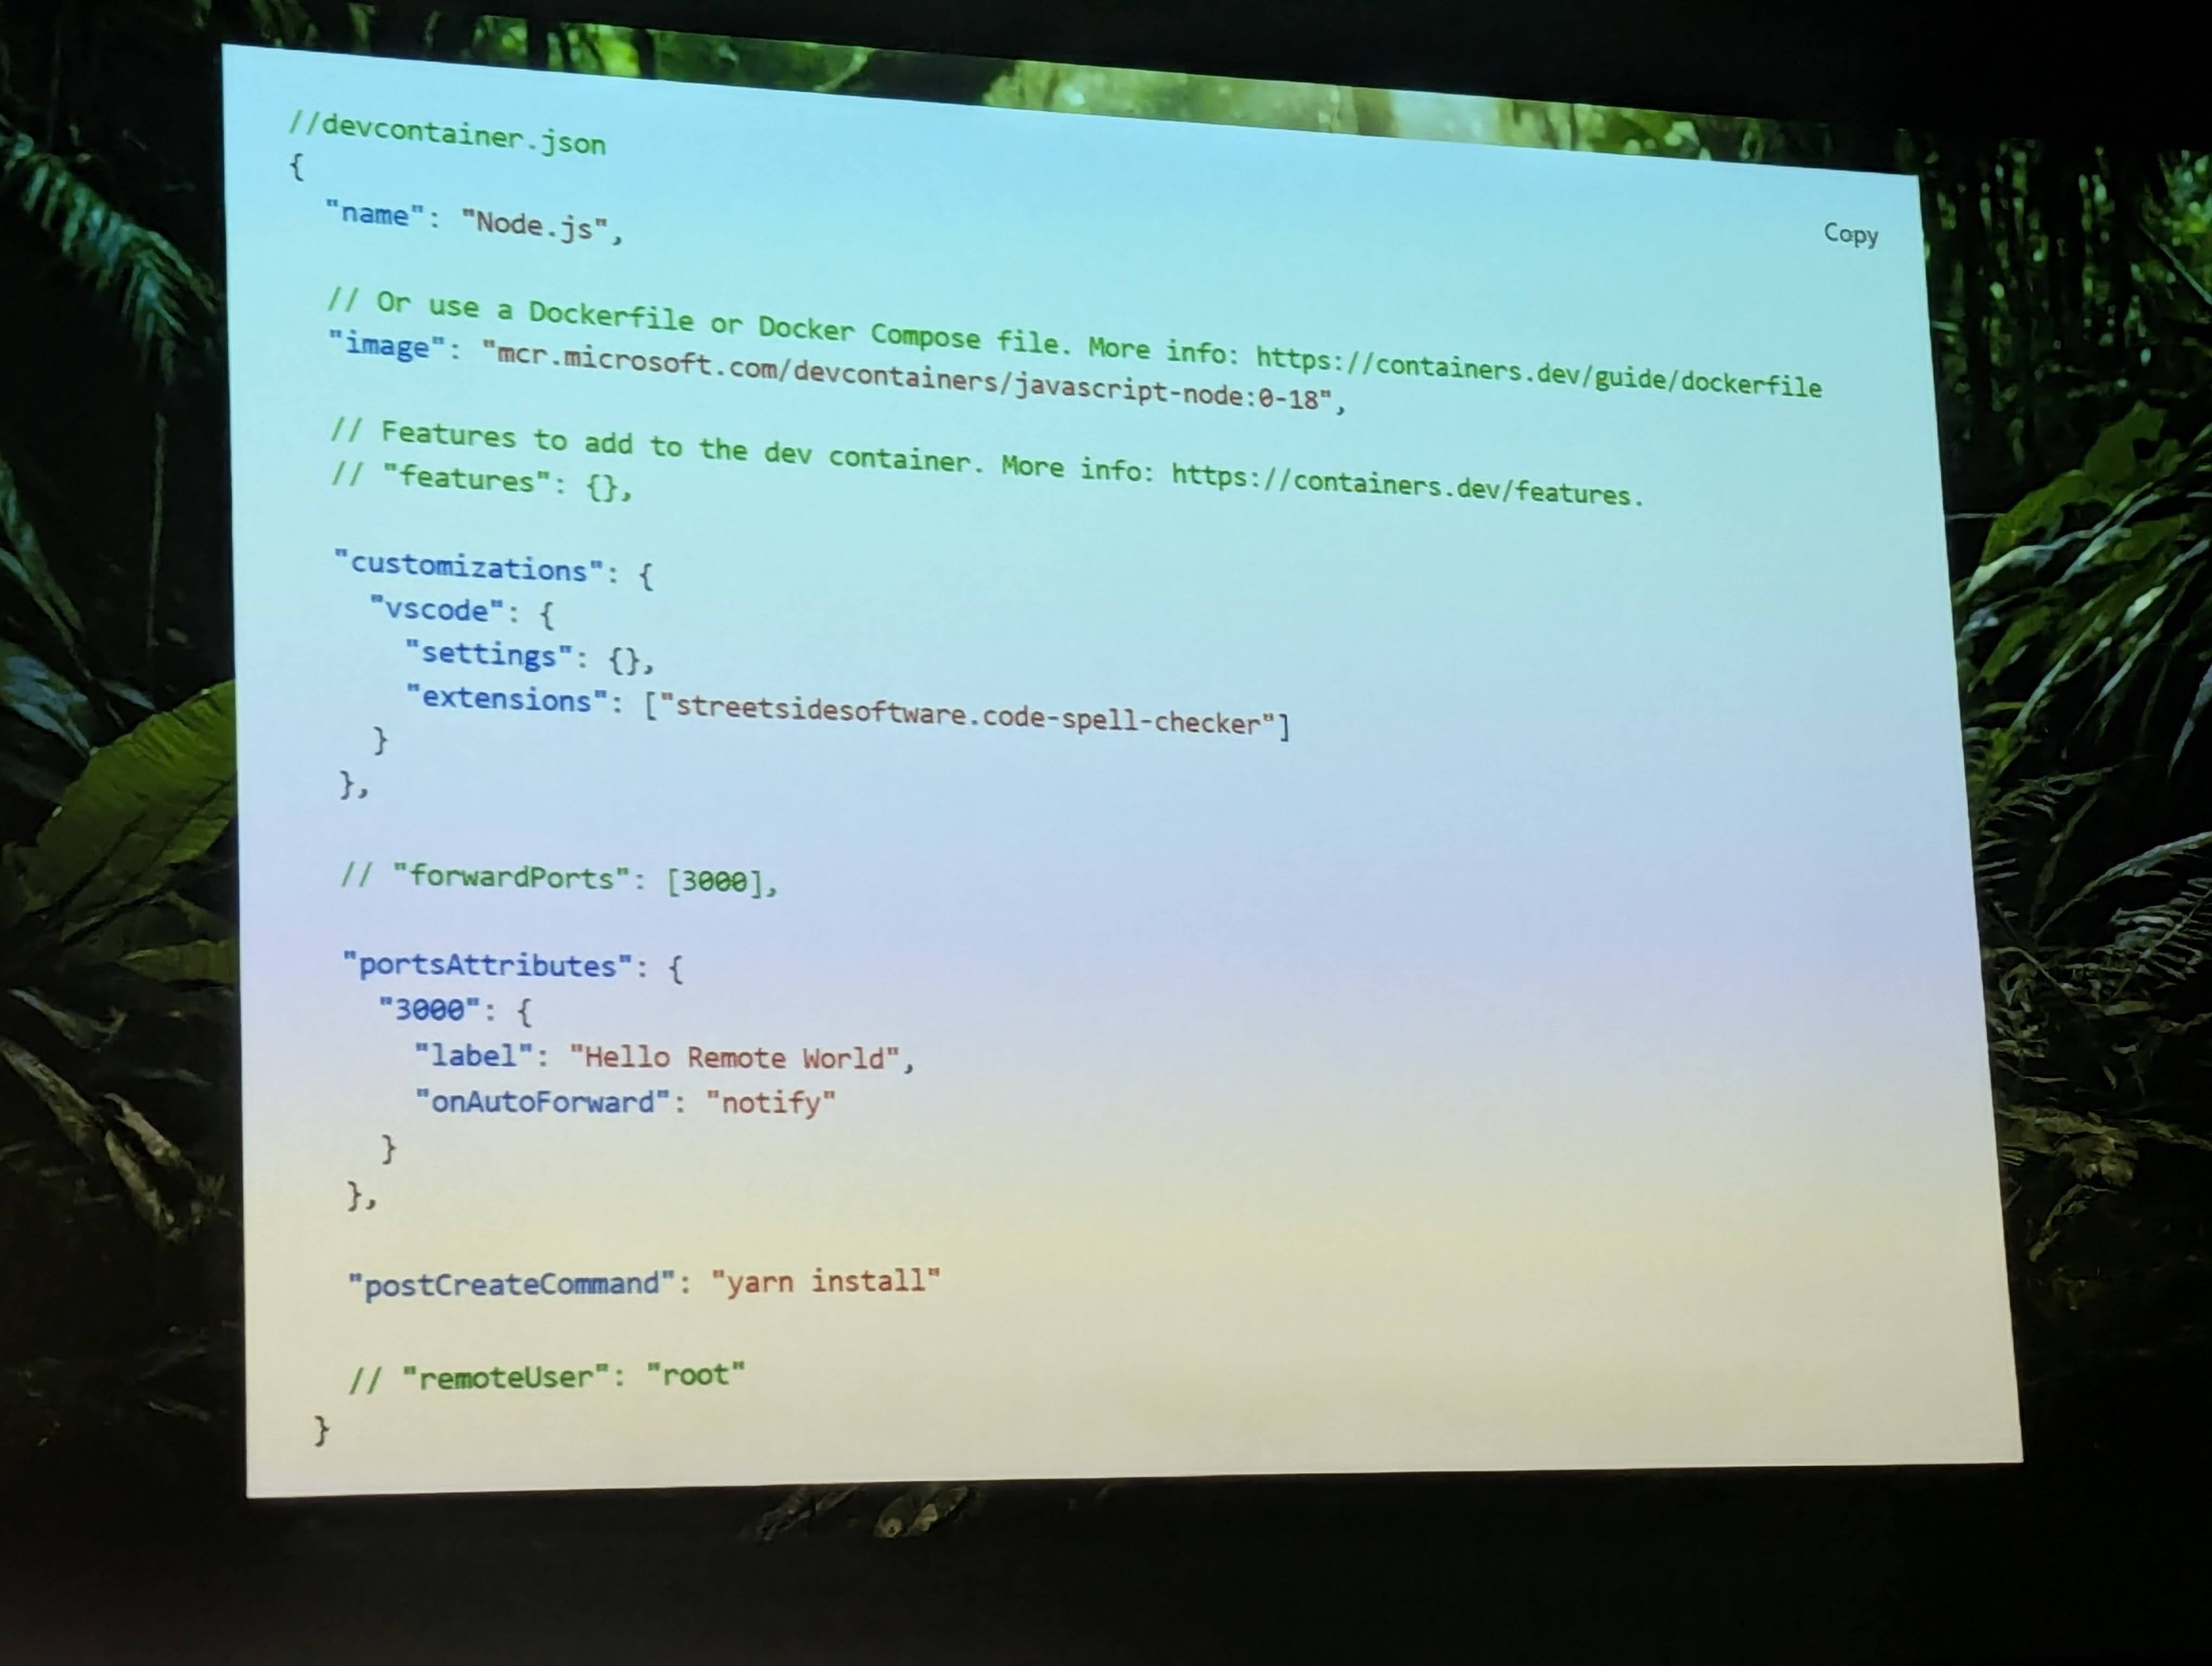 //devcontainer.json
{
  "name": "Node.js",
Copy
  // Or use a Dockerfile or Docker Compose file. More info: https://containers.dev/guide/dockerfile
  "image": "mcr.microsoft.com/devcontainers/javascript-node:0-18",
  // Features to add to the dev container. More info: https://containers.dev/features.
  // "features": {},
  "customizations": {
    "vscode": {
      "settings": {},
      "extensions": ["streetsidesoftware.code-spell-checker"]
    }
  },
  // "forwardPorts": [3000],
  "portsAttributes": {
    "3000": {
      "label": "Hello Remote World",
      "onAutoForward": "notify"
    }
  },
  "postCreateCommand": "yarn install"
  // "remoteUser": "root"
}